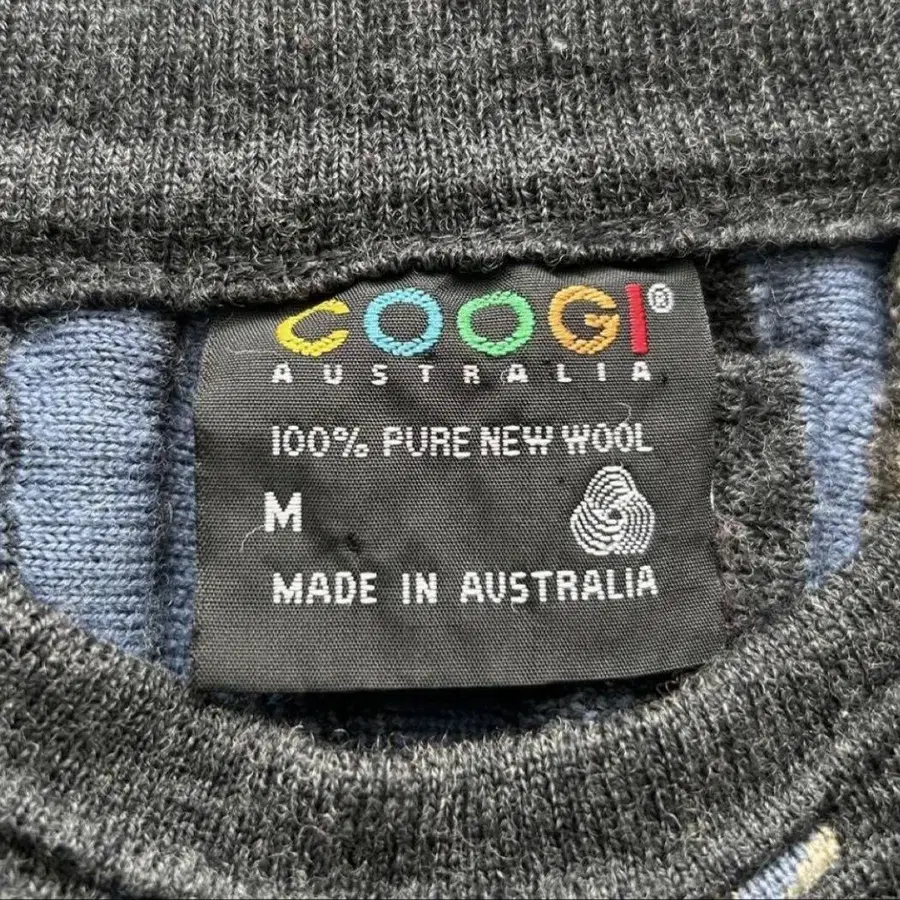 COOGI®
AUSTRALIA
100% PURE NEW WOOL
M
MADE IN AUSTRALIA